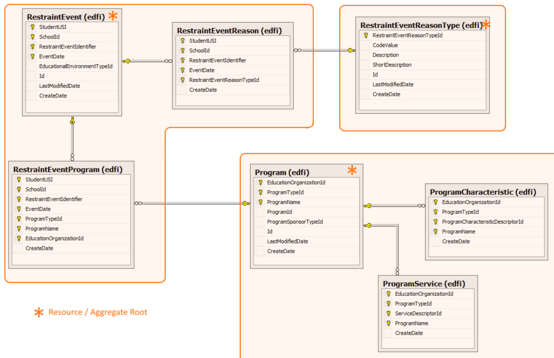 RestraintEvent (edfi)
StudentUSI
SchoolId
RestraintEventIdentifier
EventDate
EducationalEnvironmentTypeId
Id
LastModifiedDate
CreateDate
RestraintEventReason (edfi)
StudentUSI
SchoolId
RestraintEventIdentifier
EventDate
RestraintEventReasonTypeId
CreateDate
RestraintEventReasonType (edfi)
RestraintEventReasonTypeId
CodeValue
Description
ShortDescription
Id
LastModifiedDate
CreateDate
RestraintEventProgram (edfi)
StudentUSI
SchoolId
RestraintEventIdentifier
EventDate
ProgramTypeId
ProgramName
EducationOrganizationId
CreateDate
Program (edfi)
EducationOrganizationId
ProgramTypeId
ProgramName
ProgramId
ProgramSponsorTypeId
Id
LastModifiedDate
CreateDate
ProgramCharacteristic (edfi)
EducationOrganizationId
ProgramTypeId
ProgramCharacteristicDescriptorId
ProgramName
CreateDate
ProgramService (edfi)
EducationOrganizationId
ProgramTypeId
ServiceDescriptorId
ProgramName
CreateDate
Resource / Aggregate Root